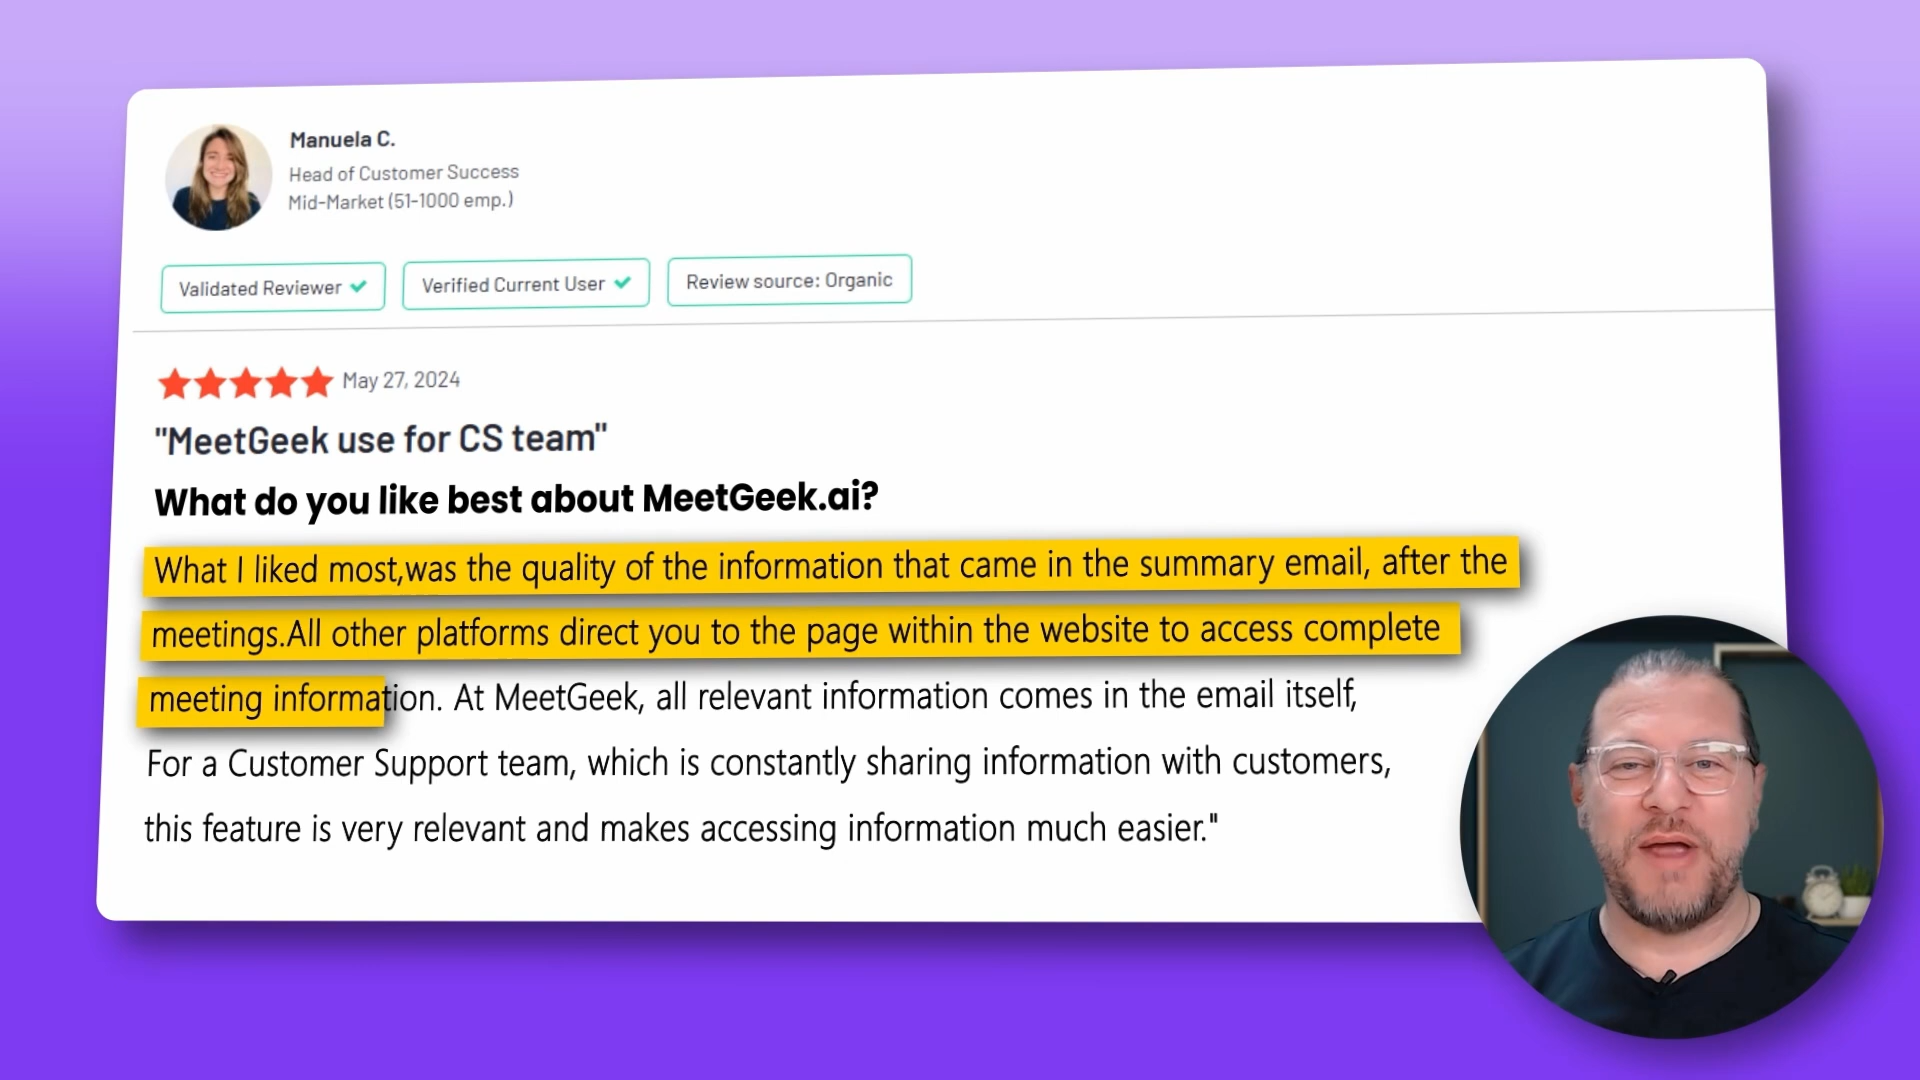 Manuela C.
Head of Customer Success
Mid-Market (51-1000 emp.)
Validated Reviewer
Verified Current User
Review source: Organic
May 27, 2024
"MeetGeek use for CS team"
What do you like best about MeetGeek.ai?
What I liked most,was the quality of the information that came in the summary email, after the
meetings.All other platforms direct you to the page within the website to access complete
meeting information. At MeetGeek, all relevant information comes in the email itself,
For a Customer Support team, which is constantly sharing information with customers,
this feature is very relevant and makes accessing information much easier."